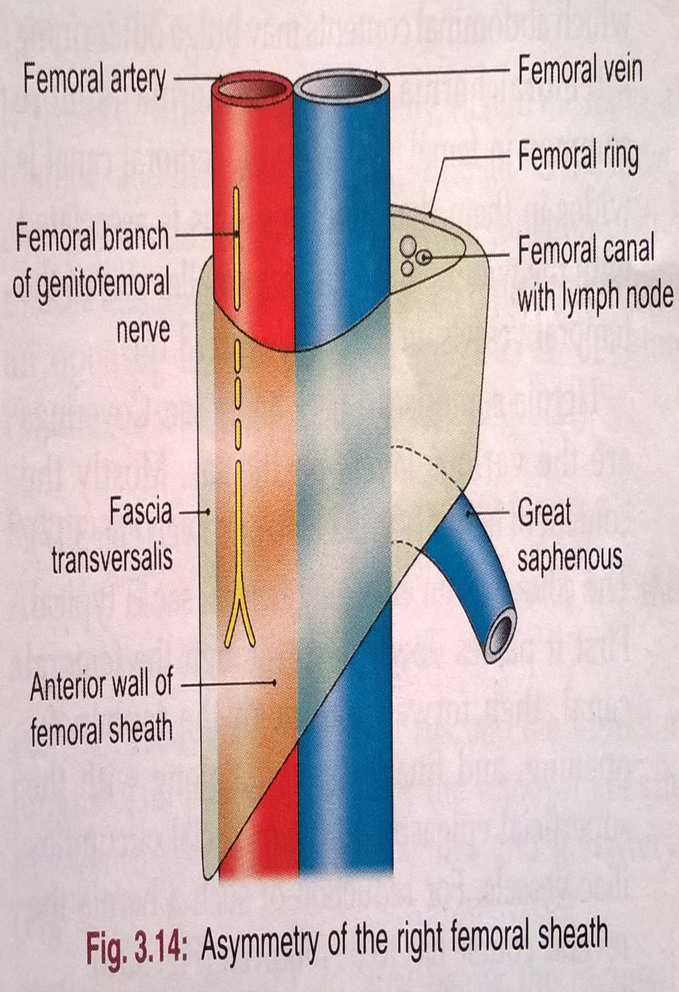 Femoral artery
Femoral vein
Femoral ring
Femoral branch
of genitofemoral
nerve
Femoral canal
with lymph node
Fascia
transversalis
Great
saphenous
Anterior wall of
femoral sheath
Fig. 3.14: Asymmetry of the right femoral sheath